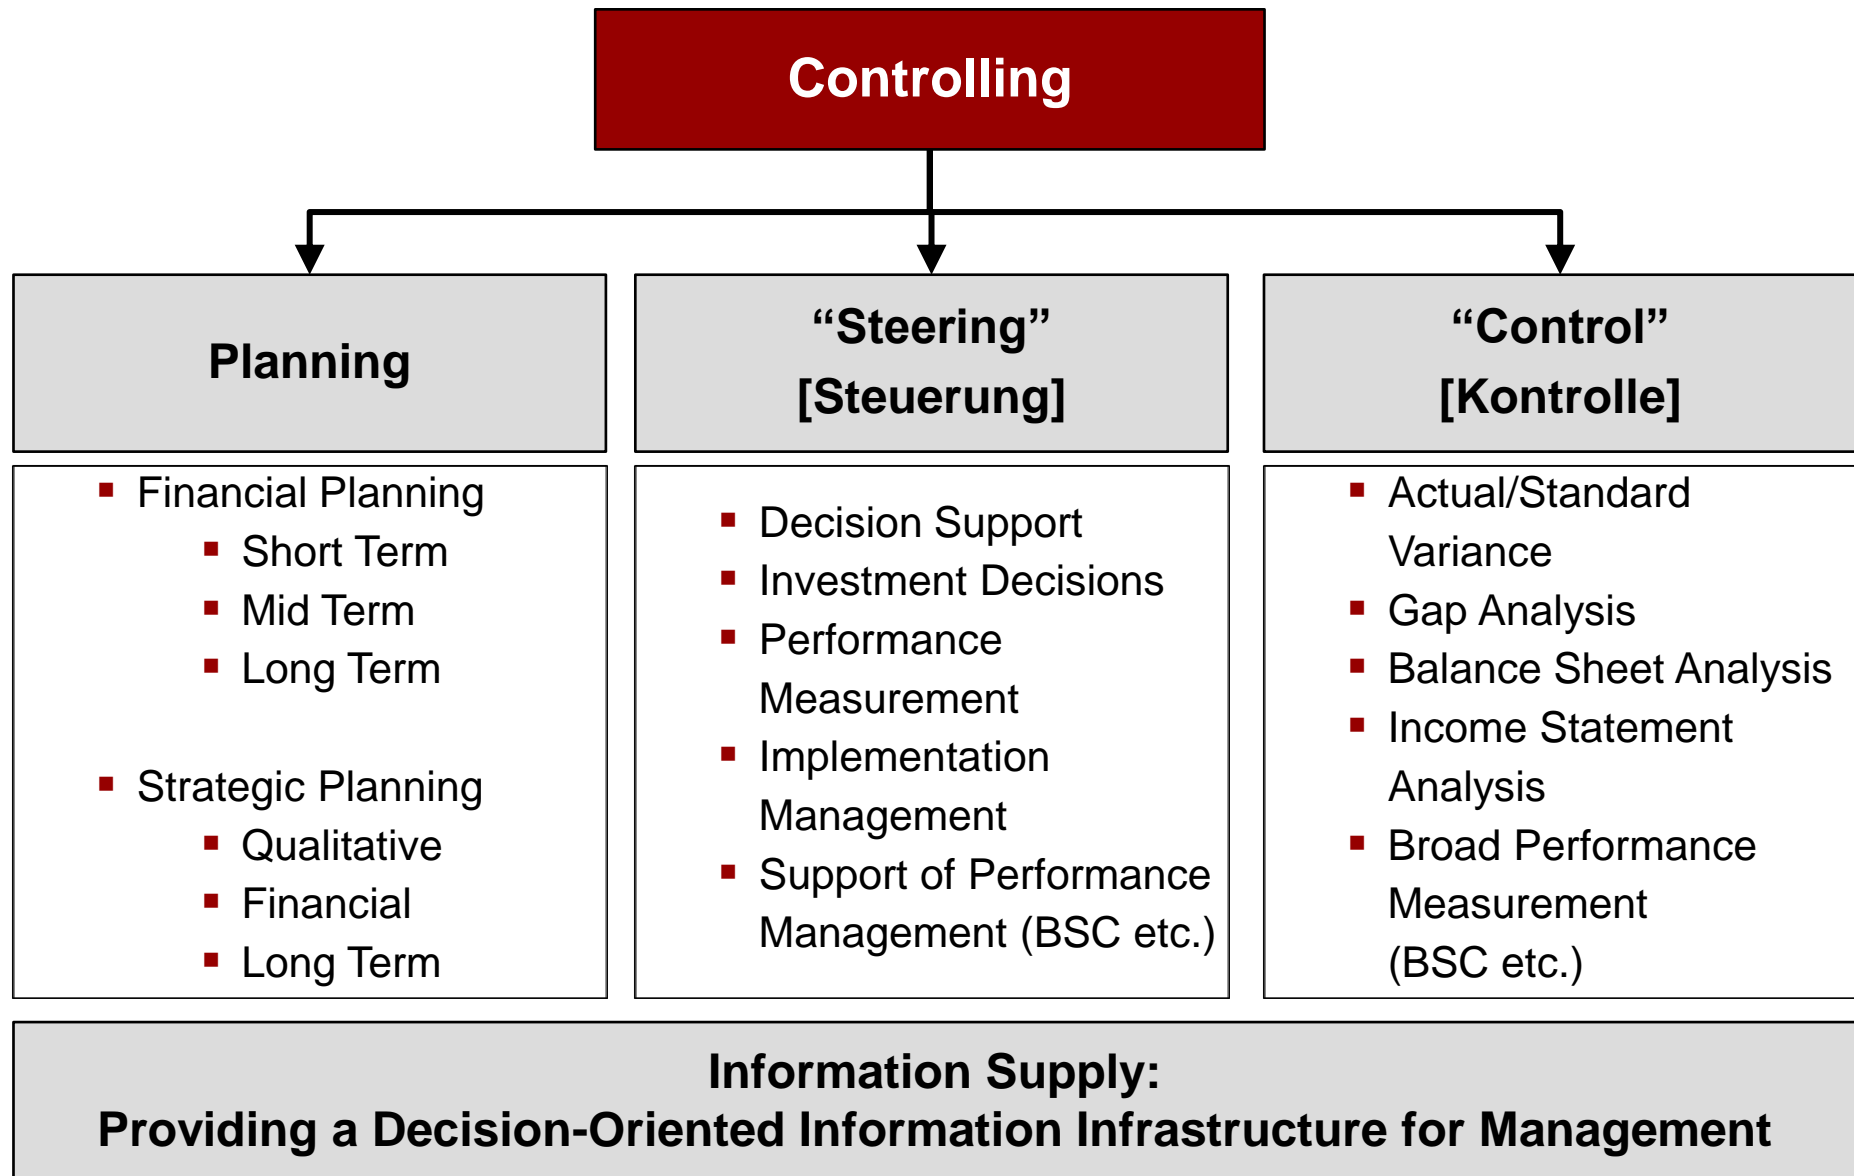 Controlling
Planning
“Steering”
[Steuerung]
“Control”
[Kontrolle]
Financial Planning
Short Term
Mid Term
Long Term
Strategic Planning
Qualitative
Financial
Long Term
Decision Support
Investment Decisions
Performance
Measurement
Implementation
Management
Support of Performance
Management (BSC etc.)
Actual/Standard
Variance
Gap Analysis
Balance Sheet Analysis
Income Statement
Analysis
Broad Performance
Measurement
(BSC etc.)
Information Supply:
Providing a Decision-Oriented Information Infrastructure for Management